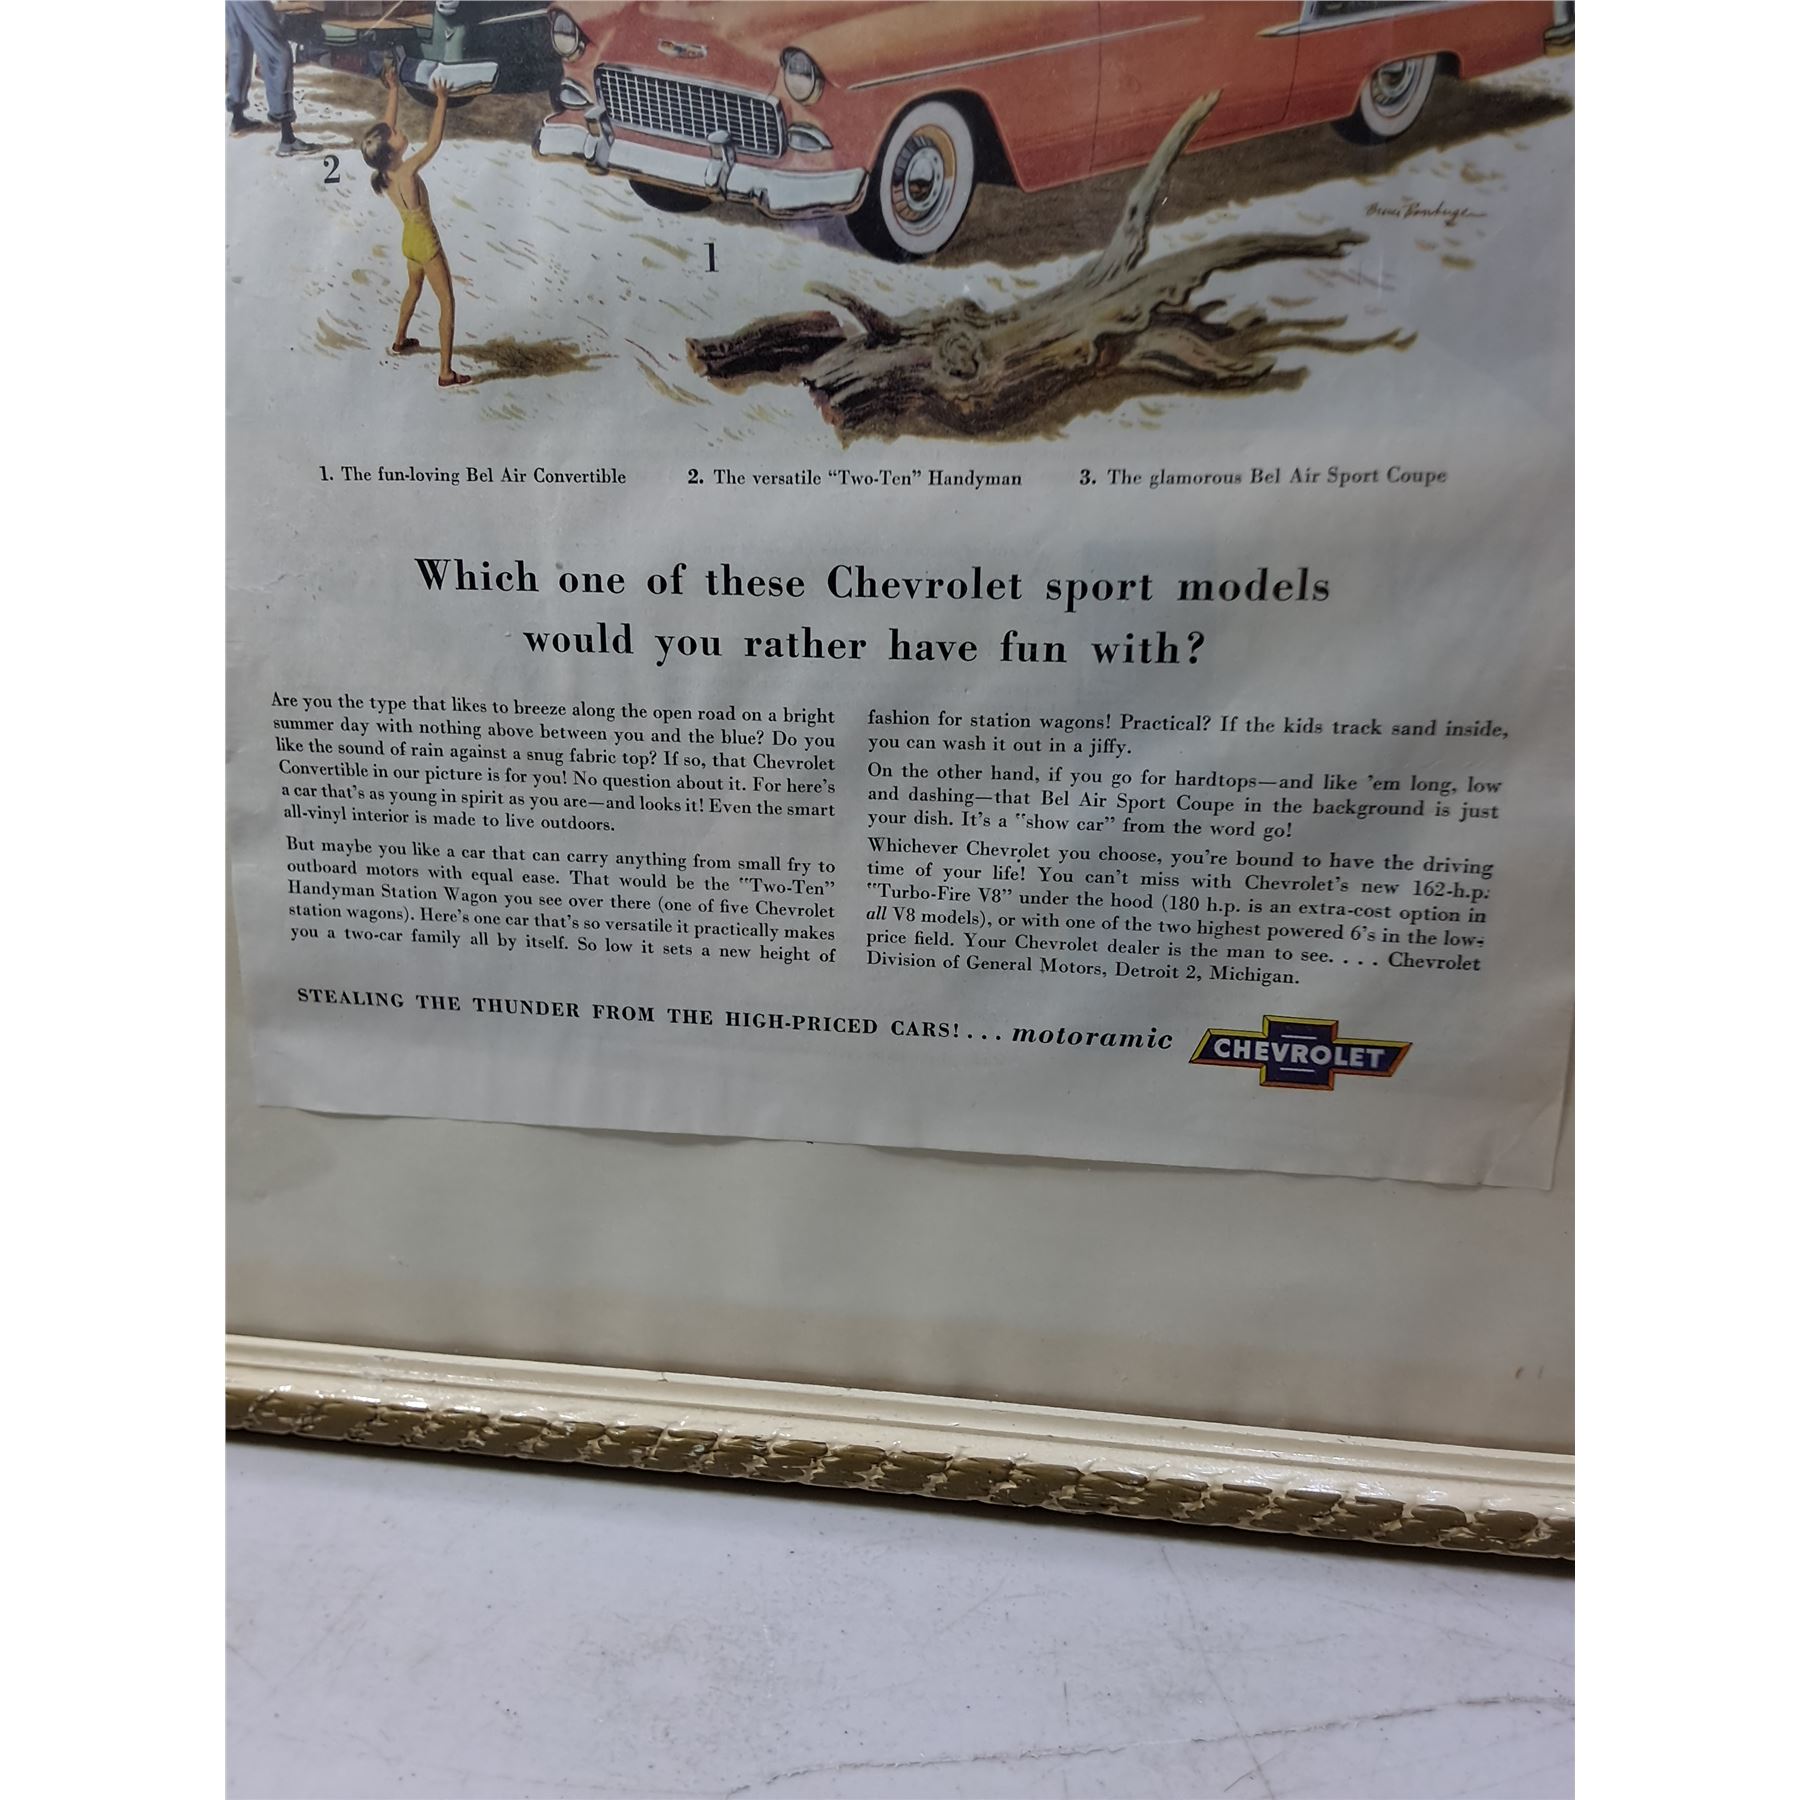 2
1
1. The fun-loving Bel Air Convertible
2. The versatile “Two-Ten” Handyman
3. The glamorous Bel Air Sport Coupe
Which one of these Chevrolet sport models
would you rather have fun with?
Are you the type that likes to breeze along the open road on a bright
summer day with nothing above between you and the blue? Do you
like the sound of rain against a snug fabric top? If so, that Chevrolet
Convertible in our picture is for you! No question about it. For here's
a car that's as young in spirit as you are—and looks it! Even the smart
all-vinyl interior is made to live outdoors.
But maybe you like a car that can carry anything from small fry to
outboard motors with equal ease. That would be the "Two-Ten”
Handyman Station Wagon you see over there (one of five Chevrolet
station wagons). Here's one car that's so versatile it practically makes
you a two-car family all by itself. So low it sets a new height of
fashion for station wagons! Practical? If the kids track sand inside,
you can wash it out in a jiffy.
On the other hand, if you go for hardtops—and like 'em long, low
and dashing—that Bel Air Sport Coupe in the background is just
your dish. It's a "show car” from the word go!
Whichever Chevrolet you choose, you're bound to have the driving
time of your life! You can't miss with Chevrolet's new 162-h.p.
"Turbo-Fire V8” under the hood (180 h.p. is an extra-cost option in
all V8 models), or with one of the two highest powered 6's in the low-
price field. Your Chevrolet dealer is the man to see. . . . Chevrolet
Division of General Motors, Detroit 2, Michigan.
STEALING THE THUNDER FROM THE HIGH-PRICED CARS! . . . motoramic
CHEVROLET